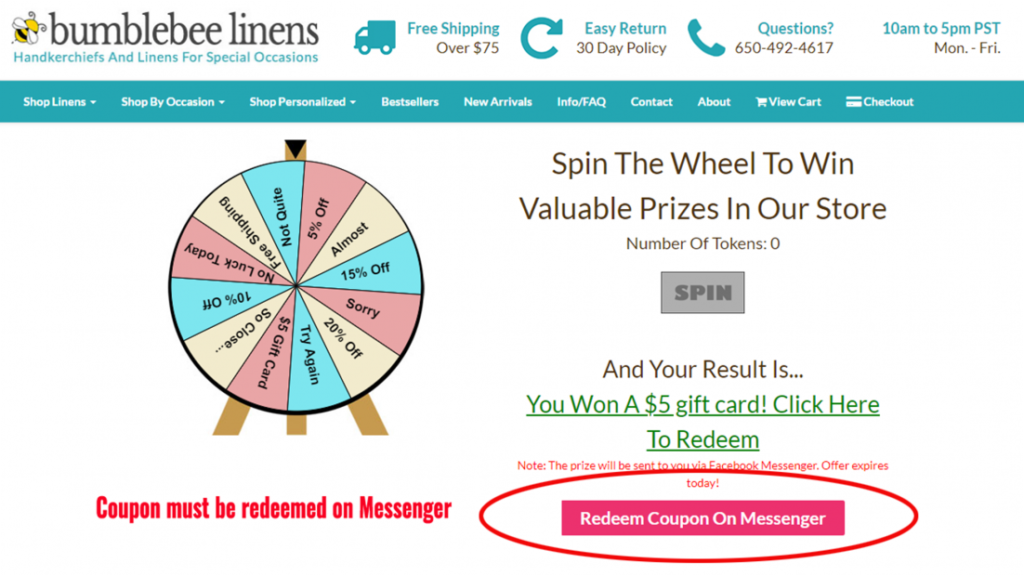 bumblebee linens
Handkerchiefs And Linens For Special Occasions
Free Shipping
Over $75
Easy Return
30 Day Policy
Questions?
650-492-4617
10am to 5pm PST
Mon. - Fri.
Shop Linens
Shop By Occasion
Shop Personalized
Bestsellers
New Arrivals
Info/FAQ
Contact
About
View Cart
Checkout
Not Quite
5% Off
Almost
15% Off
Sorry
20% Off
Try Again
$5 Gift Card
So Close...
10% Off
No Luck Today
Free Shipping
Spin The Wheel To Win
Valuable Prizes In Our Store
Number Of Tokens: 0
SPIN
And Your Result Is...
You Won A $5 gift card! Click Here
To Redeem
Note: The prize will be sent to you via Facebook Messenger. Offer expires
today!
Coupon must be redeemed on Messenger
Redeem Coupon On Messenger